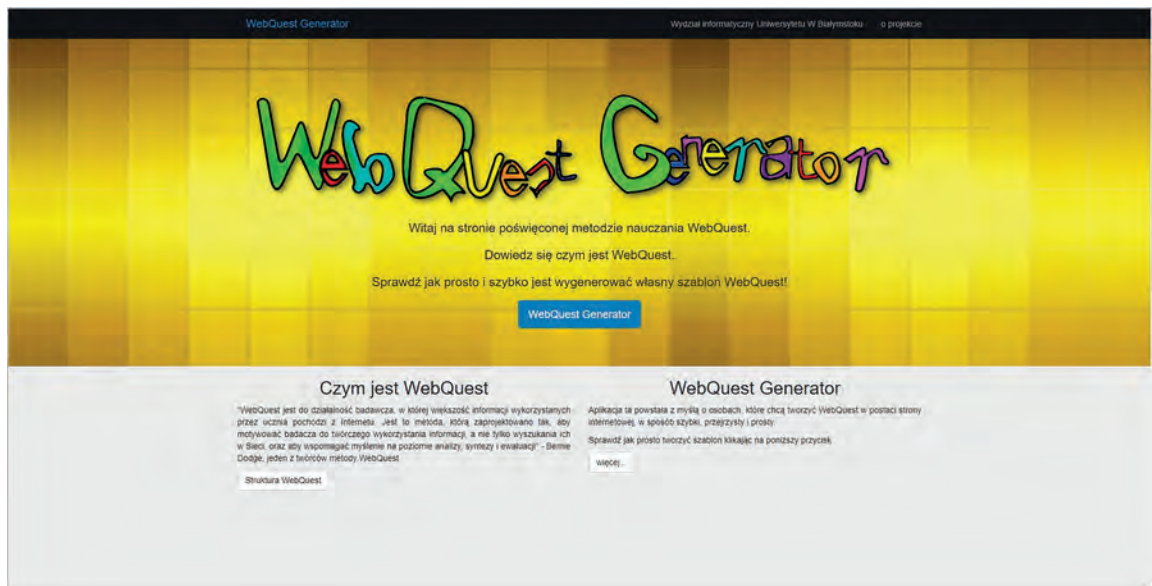 WebQuest Generator
Wydział Informatyczny Uniwersytetu W Białymstoku
o projekcie
WebQuest Generator
Witaj na stronie poświęconej metodzie nauczania WebQuest.
Dowiedz się czym jest WebQuest.
Sprawdź jak prosto i szybko jest wygenerować własny szablon WebQuest!
WebQuest Generator
Czym jest WebQuest
"WebQuest jest do działalność badawcza, w której większość informacji wykorzystanych
przez ucznia pochodzi z Internetu. Jest to metoda, którą zaprojektowano tak, aby
motywować badacza do twórczego wykorzystania informacji, a nie tylko wyszukania ich
w Sieci, oraz aby wspomagać myślenie na poziomie analizy, syntezy i ewaluacji" - Bernie
Dodge, jeden z twórców metody WebQuest
Struktura WebQuest
WebQuest Generator
Aplikacja ta powstała z myślą o osobach, które chcą tworzyć WebQuest w postaci strony
internetowej, w sposób szybki, przejrzysty i prosty.
Sprawdź jak prosto tworzyć szablon klikając na poniższy przycisk
więcej...